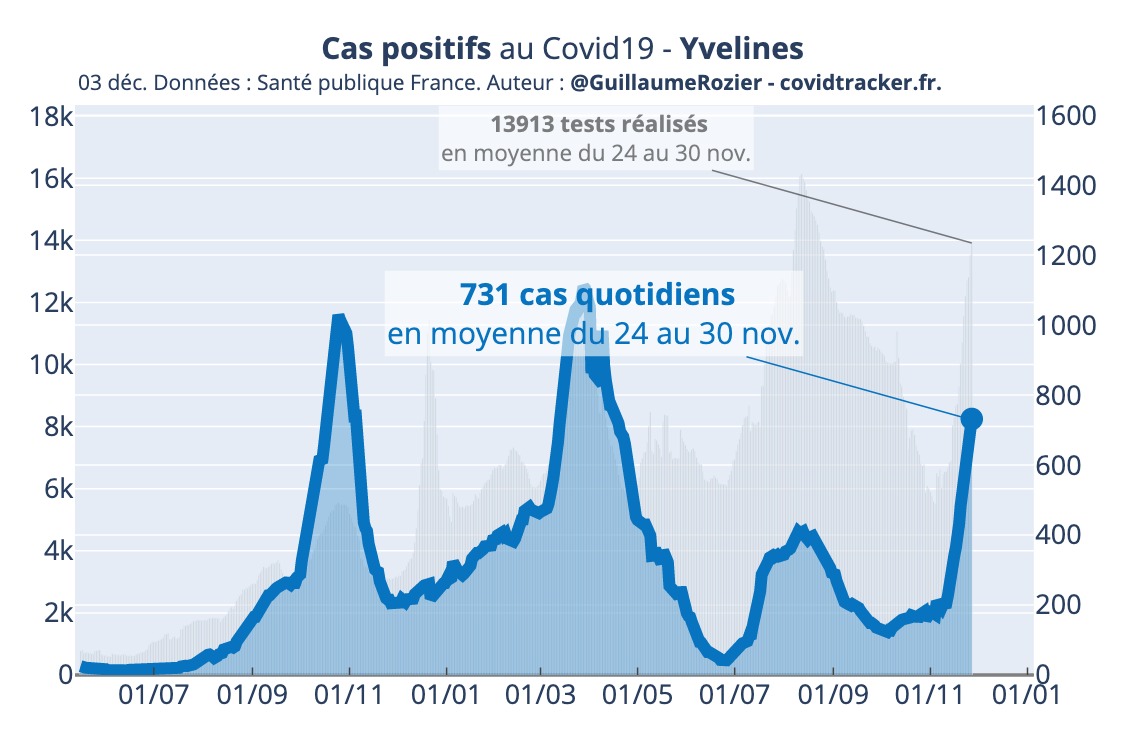 Cas positifs au Covid19 - Yvelines
03 déc. Données : Santé publique France. Auteur : @GuillaumeRozier - covidtracker.fr.
18k
1600
13913 tests réalisés
en moyenne du 24 au 30 nov.
16k
1400
14k
1200
12k
731 cas quotidiens
1000
en moyenne du 24 au 30 nov.
10k
800
8k
600
6k
400
4k
200
2k
0
0
01/07 01/09 01/11 01/01 01/03 01/05 01/07 01/09 01/11 01/01